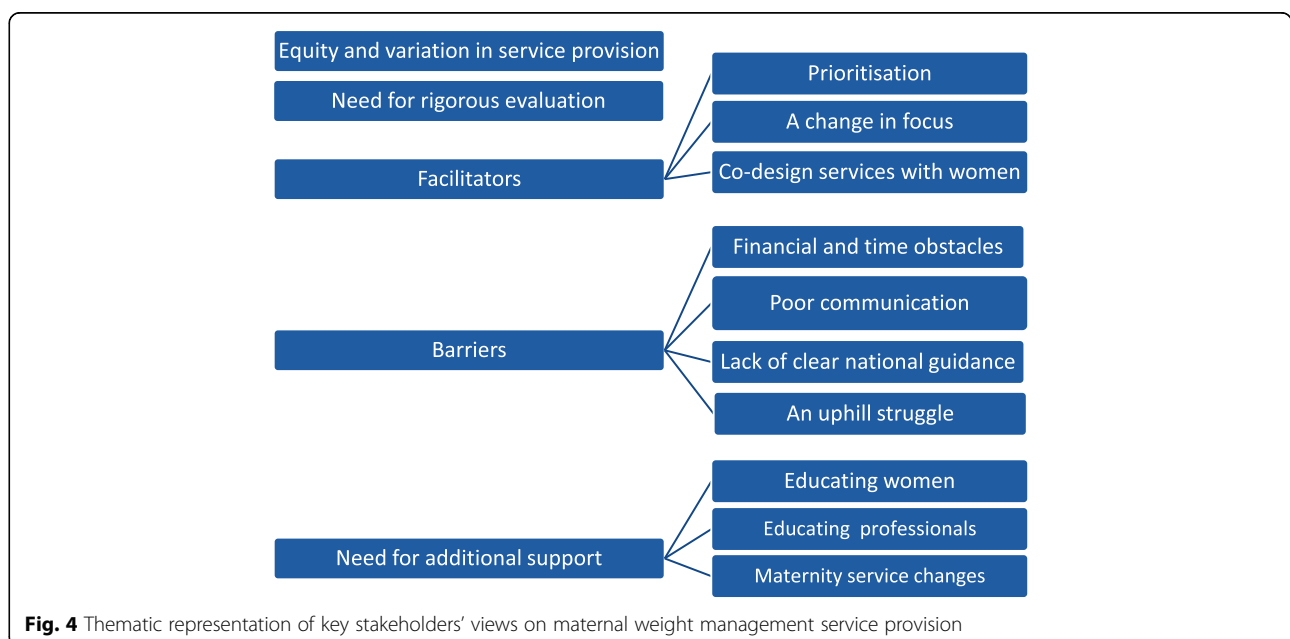 Equity and variation in service provision
Need for rigorous evaluation
Facilitators
Prioritisation
A change in focus
Co-design services with women
Barriers
Financial and time obstacles
Poor communication
Lack of clear national guidance
An uphill struggle
Need for additional support
Educating women
Educating professionals
Maternity service changes
Fig. 4 Thematic representation of key stakeholders’ views on maternal weight management service provision